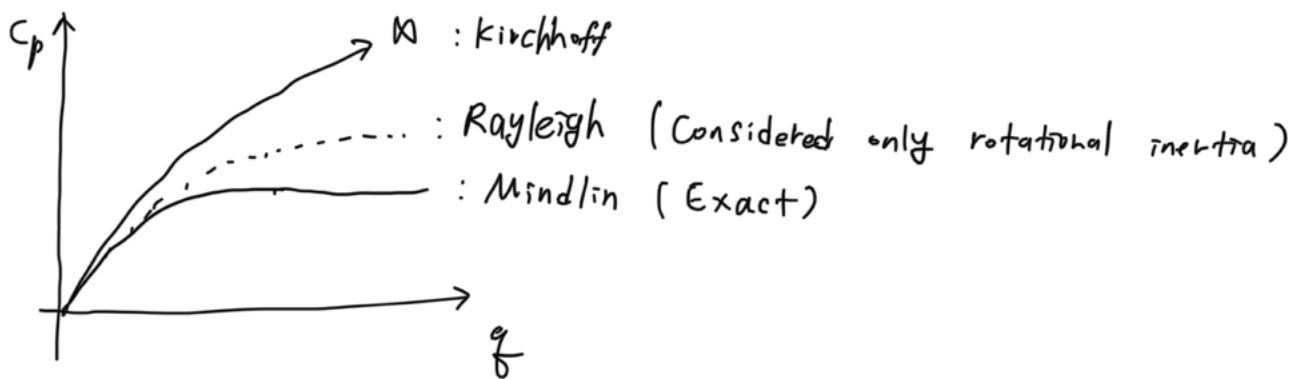 Cp
∞ : Kirchhoff
: Rayleigh (Considered only rotational inertia)
: Mindlin (Exact)
q